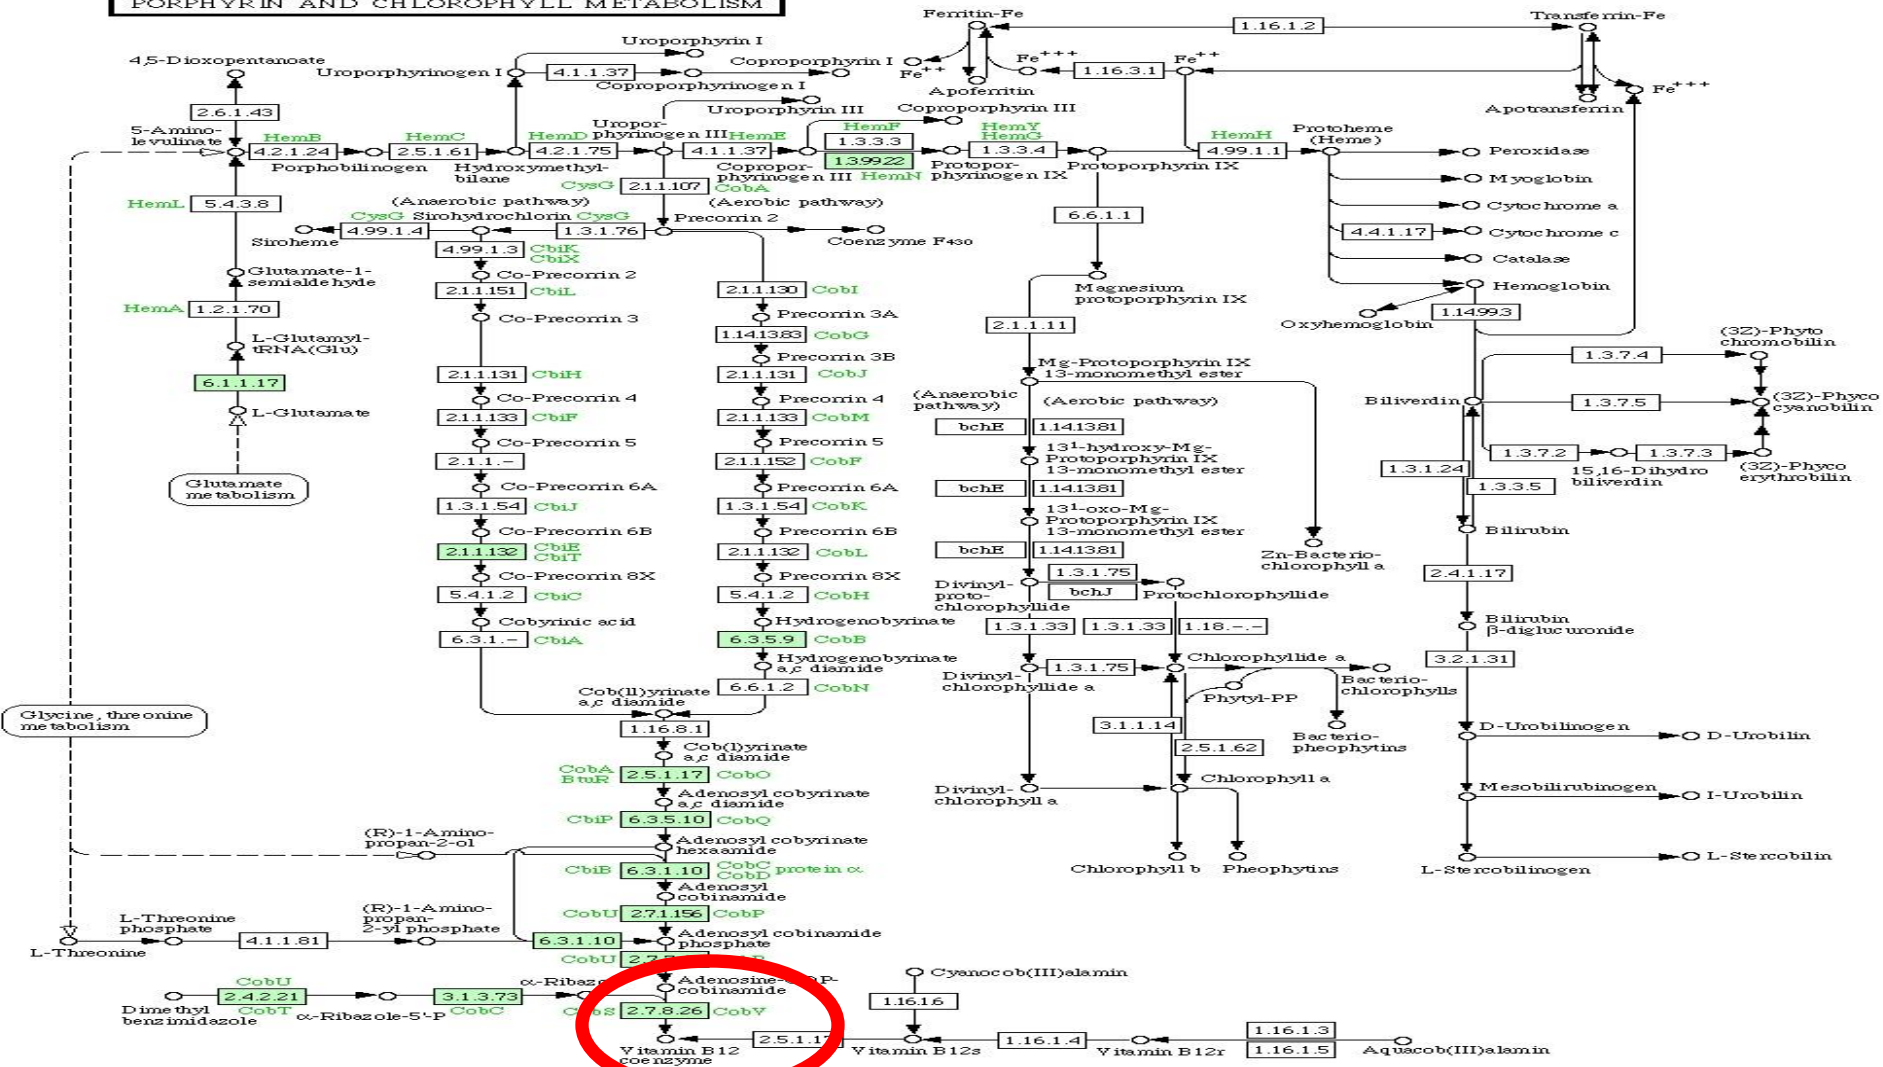 PORPHYRIN AND CHLOROPHYLL METABOLISM
Ferritin-Fe
1.16.1.2
Transferrin-Fe
Uroporphyrin I
4,5-Dioxopentanoate
Uroporphyrinogen I
4.1.1.37
Coproporphyrin I
Coproporphyrinogen I
Fe++
Fe+++
1.16.3.1
Fe++
Apoferritin
Fe+++
Apotransferrin
2.6.1.43
Uroporphyrin III
Coproporphyrin III
5-Amino-
levulinate
HemB
4.2.1.24
Porphobilinogen
HemC
2.5.1.61
Hydroxymethyl-
bilane
HemD
4.2.1.75
Uropor-
phyrinogen III
HemE
4.1.1.37
Copropor-
phyrinogen III
HemF
1.3.3.3
1.3.99.22
HemN
Protopor-
phyrinogen IX
HemY
HemG
1.3.3.4
Protoporphyrin IX
HemH
4.99.1.1
Protoheme
(Heme)
Peroxidase
Myoglobin
Cytochrome a
4.4.1.17
Cytochrome c
Catalase
Hemoglobin
Oxyhemoglobin
1.14.99.3
CysG
2.1.1.107
CobA
(Anaerobic pathway)
(Aerobic pathway)
HemL
5.4.3.8
CysG
Sirohydrochlorin
CysG
Precorrin 2
Siroheme
4.99.1.4
1.3.1.76
Coenzyme F430
6.6.1.1
4.99.1.3
CbiK
CbiX
Glutamate-1-
semialdehyde
Co-Precorrin 2
2.1.1.151
CbiL
2.1.1.130
CobI
Magnesium
protoporphyrin IX
HemA
1.2.1.70
Co-Precorrin 3
Precorrin 3A
2.1.1.11
1.14.13.83
CobG
L-Glutamyl-
tRNA(Glu)
Precorrin 3B
Mg-Protoporphyrin IX
13-monomethyl ester
6.1.1.17
2.1.1.131
CbiH
2.1.1.131
CobJ
L-Glutamate
Co-Precorrin 4
Precorrin 4
(Anaerobic
pathway)
(Aerobic pathway)
2.1.1.133
CbiF
2.1.1.133
CobM
bchE
1.14.13.81
Co-Precorrin 5
Precorrin 5
13¹-hydroxy-Mg-
Protoporphyrin IX
13-monomethyl ester
2.1.1.-
2.1.1.152
CobF
Glutamate
metabolism
Co-Precorrin 6A
Precorrin 6A
bchE
1.14.13.81
1.3.1.54
CbiJ
1.3.1.54
CobK
13¹-oxo-Mg-
Protoporphyrin IX
13-monomethyl ester
Co-Precorrin 6B
Precorrin 6B
2.1.1.132
CbiE
CbiT
2.1.1.132
CobL
bchE
1.14.13.81
Zn-Bacterio-
chlorophyll a
Co-Precorrin 8X
Precorrin 8X
Divinyl-
proto-
chlorophyllide
1.3.1.75
bchJ
Protochlorophyllide
5.4.1.2
CbiC
5.4.1.2
CobH
Cobyrinic acid
Hydrogenobyrinate
1.3.1.33
1.3.1.33
1.18.-.-
6.3.1.-
CbiA
6.3.5.9
CobB
Hydrogenobyrinate
a,c diamide
6.6.1.2
CobN
Divinyl-
chlorophyllide a
1.3.1.75
Chlorophyllide a
Bacterio-
chlorophylls
Phytyl-PP
3.1.1.14
2.5.1.62
Bacterio-
pheophytins
Chlorophyll a
Divinyl-
chlorophyll a
Chlorophyll b
Pheophytins
(3Z)-Phyto
chromobilin
1.3.7.4
Biliverdin
1.3.7.5
(3Z)-Phyco
cyanobilin
1.3.7.2
1.3.7.3
15,16-Dihydro
biliverdin
(3Z)-Phyco
erythrobilin
1.3.1.24
1.3.3.5
Bilirubin
2.4.1.17
Bilirubin
β-diglucuronide
3.2.1.31
D-Urobilinogen
D-Urobilin
Mesobilirubinogen
I-Urobilin
L-Stercobilinogen
L-Stercobilin
Glycine, threonine
metabolism
Cob(II)yrinate
a,c diamide
1.16.8.1
Cob(I)yrinate
a,c diamide
CobA
BtuR
2.5.1.17
CobO
Adenosyl cobyrinate
a,c diamide
CbiP
6.3.5.10
CobQ
(R)-1-Amino-
propan-2-ol
Adenosyl cobyrinate
hexaamide
CbiB
6.3.1.10
CobC
CobD
protein α
Adenosyl
cobinamide
CobU
2.7.1.156
CobP
L-Threonine
phosphate
(R)-1-Amino-
propan-
2-yl phosphate
Adenosyl cobinamide
phosphate
L-Threonine
4.1.1.81
6.3.1.10
CobU
CobU
α-Ribazo
Adenosine-
cobinamide
Dimethyl
benzimidazole
2.4.2.21
CobT
α-Ribazole-5'-P
3.1.3.73
CobC
2.7.8.26
CobV
Vitamin B12
coenzyme
2.5.1.17
Cyanocob(III)alamin
1.16.1.6
Vitamin B12s
1.16.1.4
Vitamin B12r
1.16.1.3
1.16.1.5
Aquacob(III)alamin